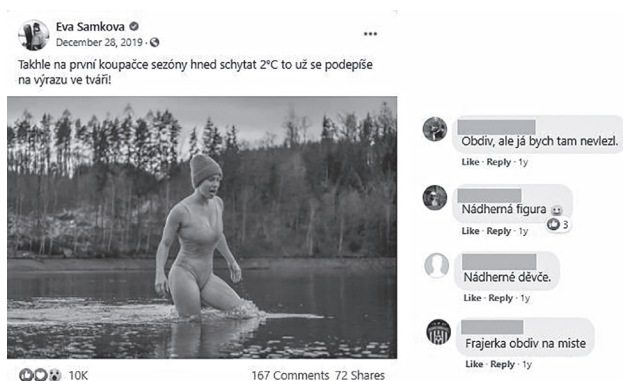 Eva Samkova
December 28, 2019 ·
Takhle na první koupačce sezóny hned schytat 2°C to už se podepíše
na výrazu ve tváři!
10K
167 Comments 72 Shares
Obdiv, ale já bych tam nevlezl.
Like · Reply · 1y
Nádherná figura
3
Like · Reply · 1y
Nádherné děvče.
Like · Reply · 1y
Frajerka obdiv na miste
Like · Reply · 1y